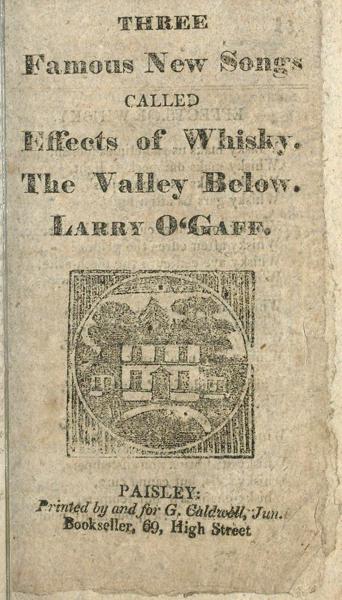 THREE
Famous New Songs
CALLED
Effects of Whisky.
The Valley Below.
LARRY O'GAFF.
PAISLEY:
Printed by and for G. Caldwell, Jun.
Bookseller, 69, High Street